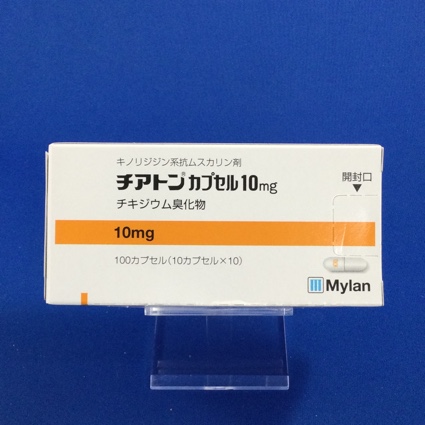 キノリジジン系抗ムスカリン剤
チアトン®カプセル10mg
開封口
▼
チキジウム臭化物
10mg
100カプセル(10カプセル×10)
Mylan